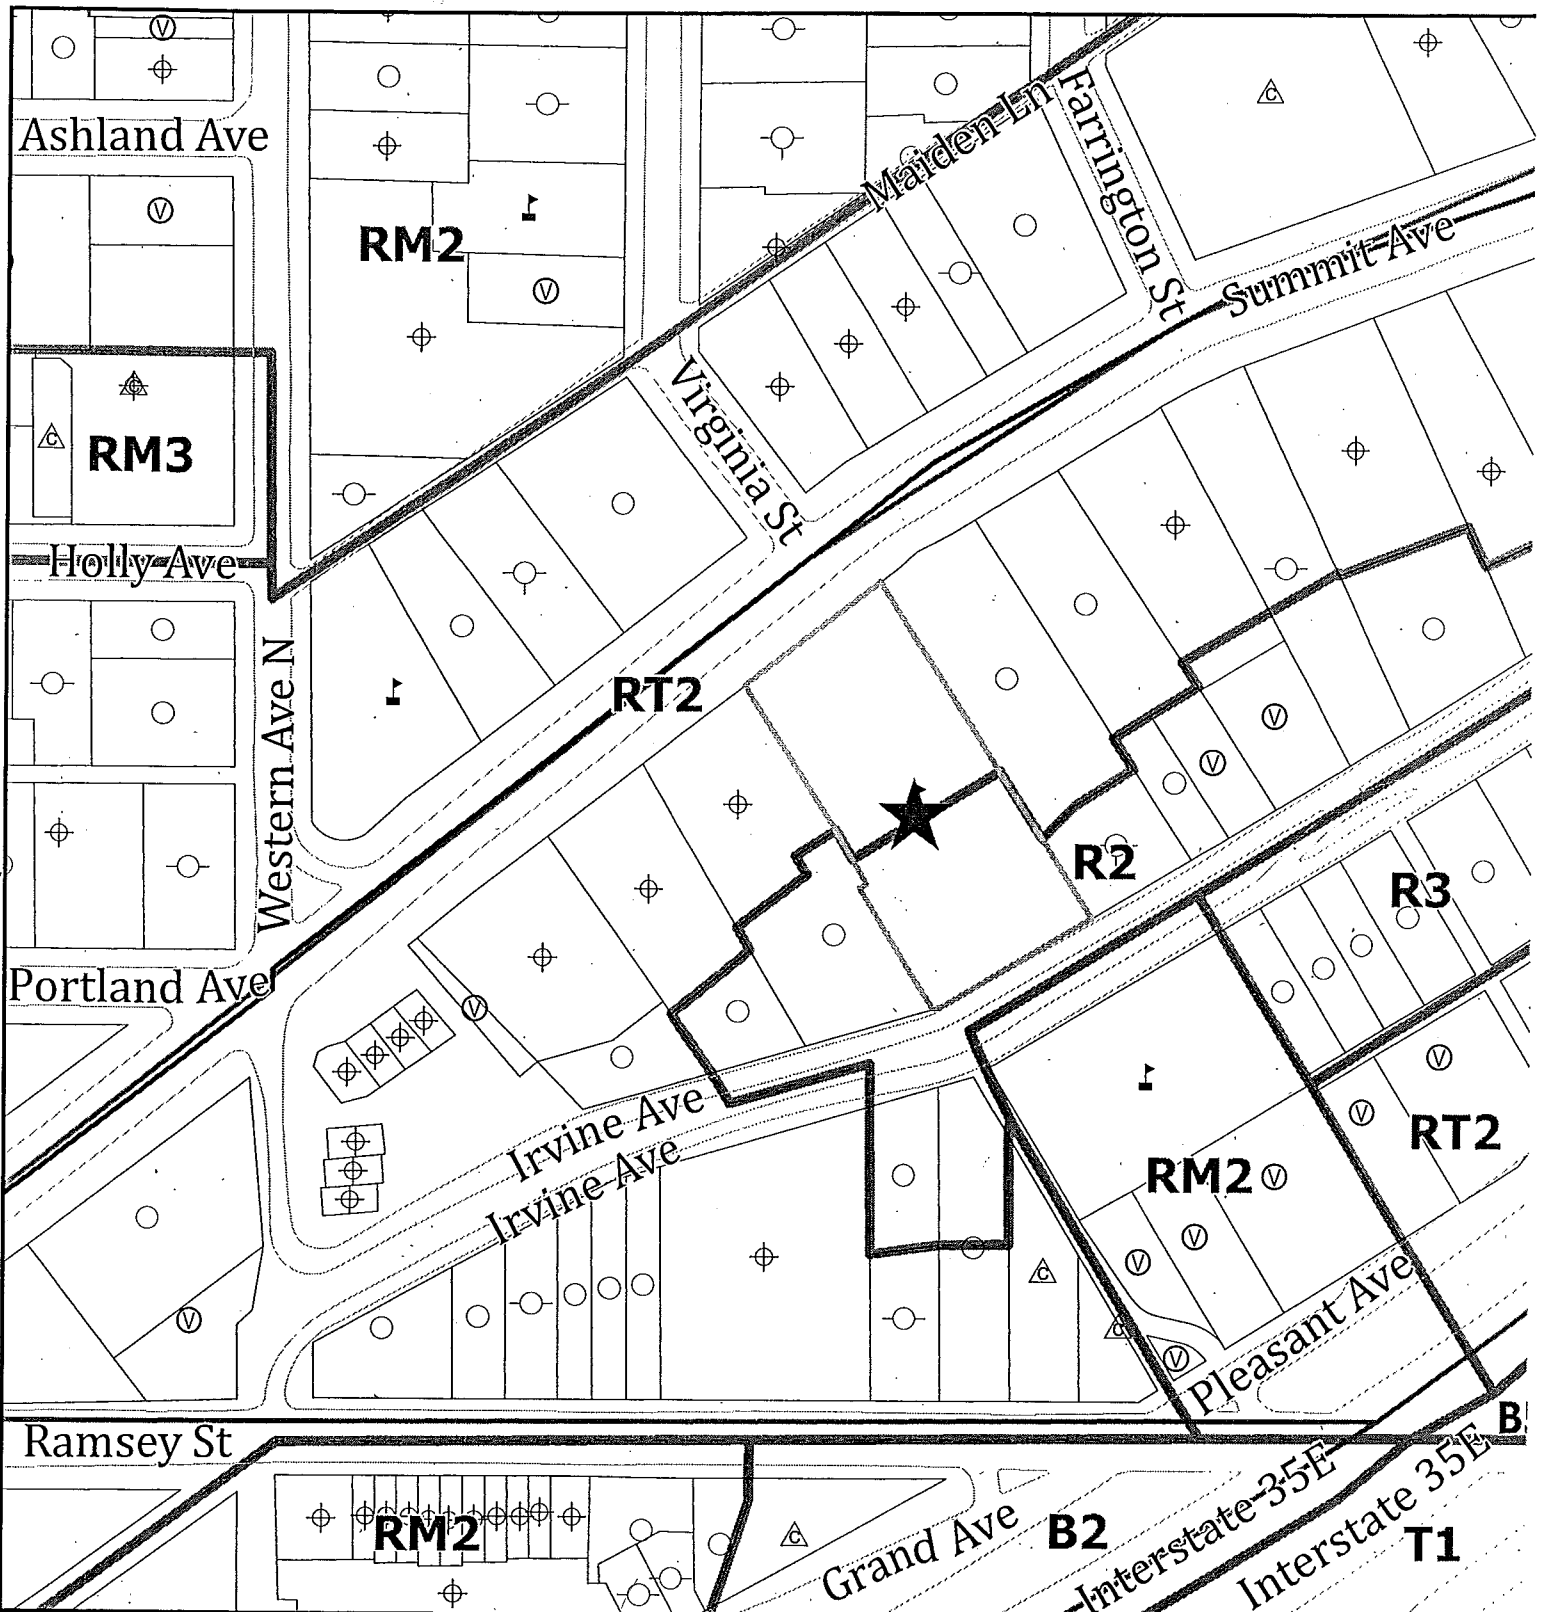 V
Ashland Ave
C
Maiden Ln
Farrington St
V
RM2
V
Summit Ave
C
C
RM3
Virginia St
Holly Ave
Western Ave N
RT2
V
V
R2
R3
Portland Ave
V
Irvine Ave
Irvine Ave
V
V
RT2
RM2
V
V
V
C
V
C
V
Pleasant Ave
Ramsey St
B
RM2
C
Grand Ave
B2
Interstate 35E
Interstate 35E
T1